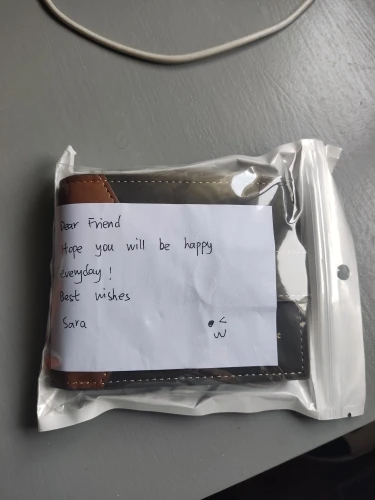 Dear Friend
Hope you will be happy
everyday!
Best wishes
Sara